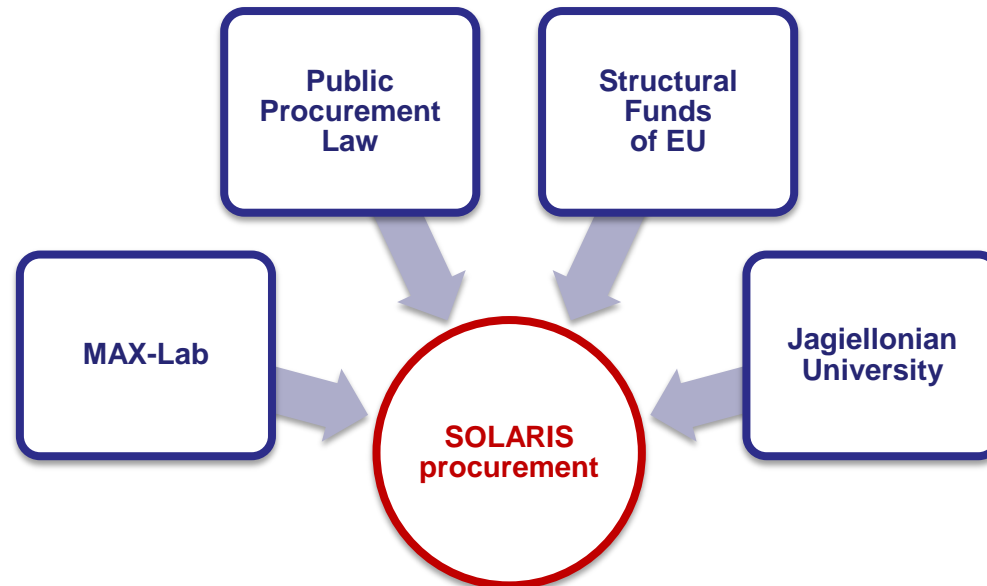 Public
Procurement
Law
Structural
Funds
of EU
MAX-Lab
Jagiellonian
University
SOLARIS
procurement